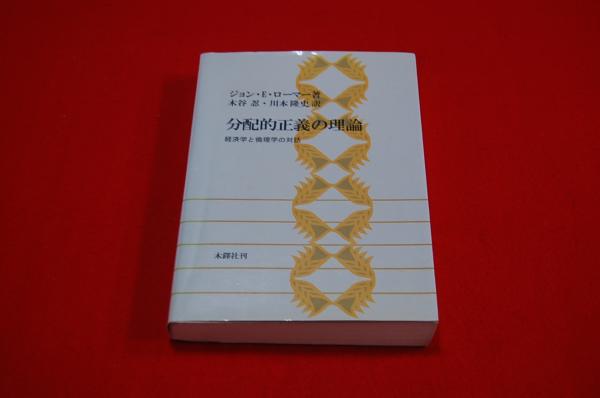 ジョン・E・ローマー著
木谷 忍・川本隆史訳
分配的正義の理論
経済学と倫理学の対話
木鐸社刊